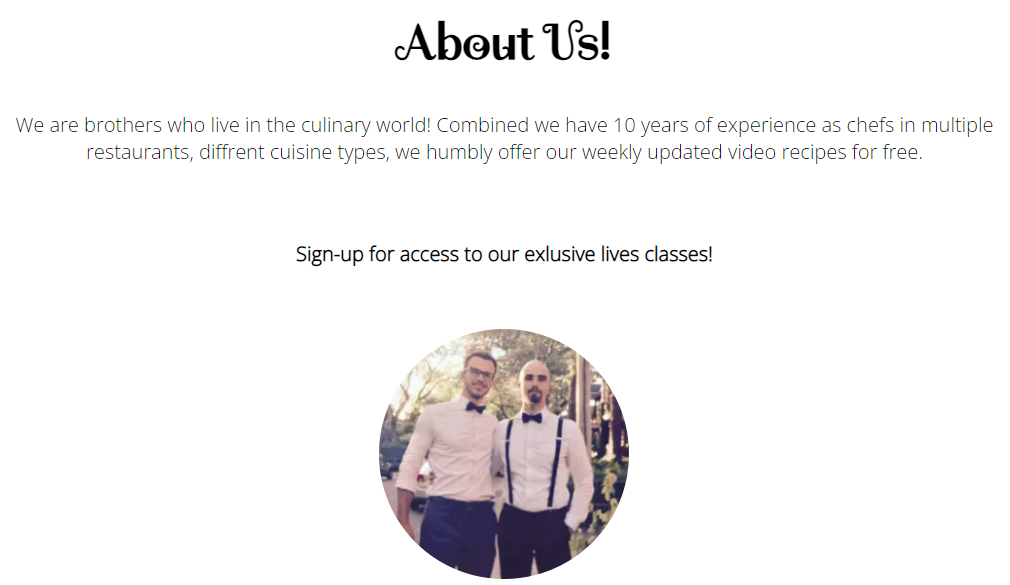 About Us!
We are brothers who live in the culinary world! Combined we have 10 years of experience as chefs in multiple
restaurants, diffrent cuisine types, we humbly offer our weekly updated video recipes for free.
Sign-up for access to our exlusive lives classes!